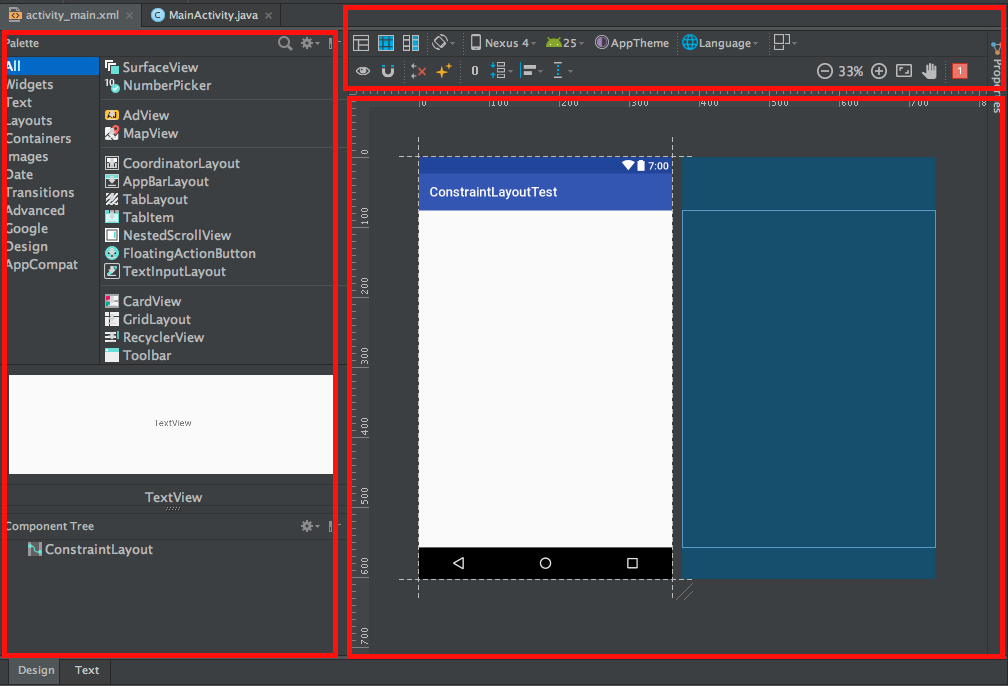 activity_main.xml
MainActivity.java
Palette
All
Widgets
Text
Layouts
Containers
Images
Date
Transitions
Advanced
Google
Design
AppCompat
SurfaceView
NumberPicker
AdView
MapView
CoordinatorLayout
AppBarLayout
TabLayout
TabItem
NestedScrollView
FloatingActionButton
TextInputLayout
CardView
GridLayout
RecyclerView
Toolbar
TextView
TextView
Component Tree
ConstraintLayout
Design Text
Nexus 4 25 AppTheme Language
0 33% 1
Properties
0 100 200 300 400 500 600 700
0
100
200
300
400
500
600
700
7:00
ConstraintLayoutTest